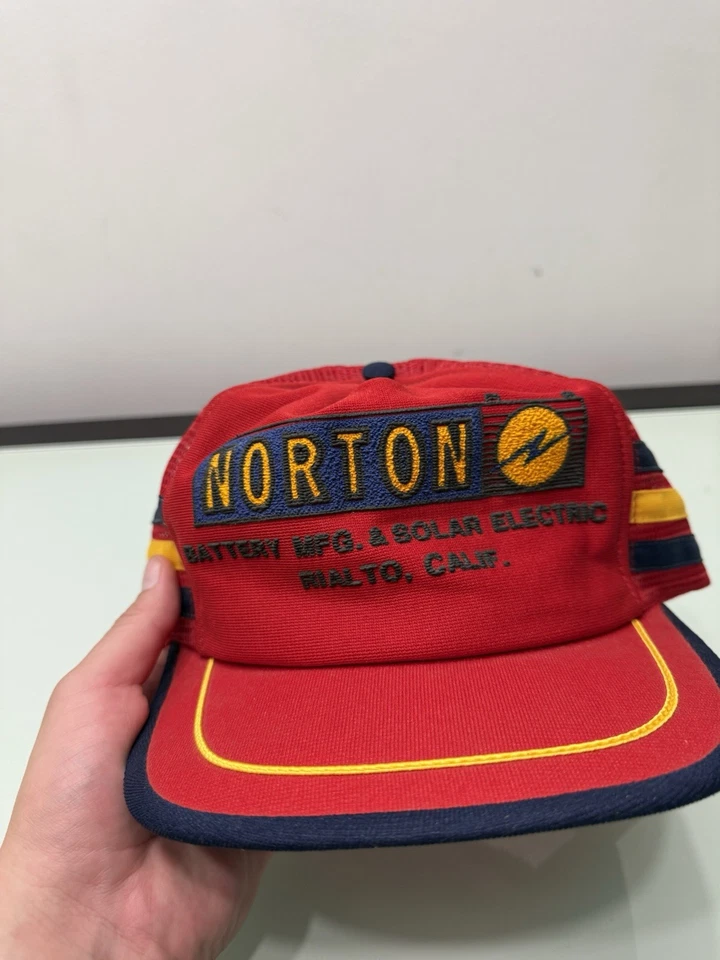 NORTON
BATTERY MFG. & SOLAR ELECTRIC
RIALTO, CALIF.